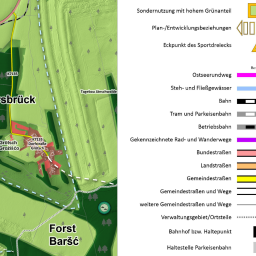 Sondernutzung mit hohem Grünanteil
Plan-/Entwicklungsbeziehungen
Eckpunkt des Sportdreiecks
Ostseerundweg
Steh- und Fließgewässer
Bahn
Tram und Parkeisenbahn
Betriebsbahn
Gekennzeichnete Rad- und Wanderwege
Bundesstraßen
Landstraßen
Gemeindestraßen
Gemeindestraßen und Wege
weitere Gemeindestraßen und Wege
Verwaltungsgebiet/Ortsteile
Bahnhof bzw. Haltepunkt
Haltestelle Parkeisenbahn
sbrück
Forst
Baršć